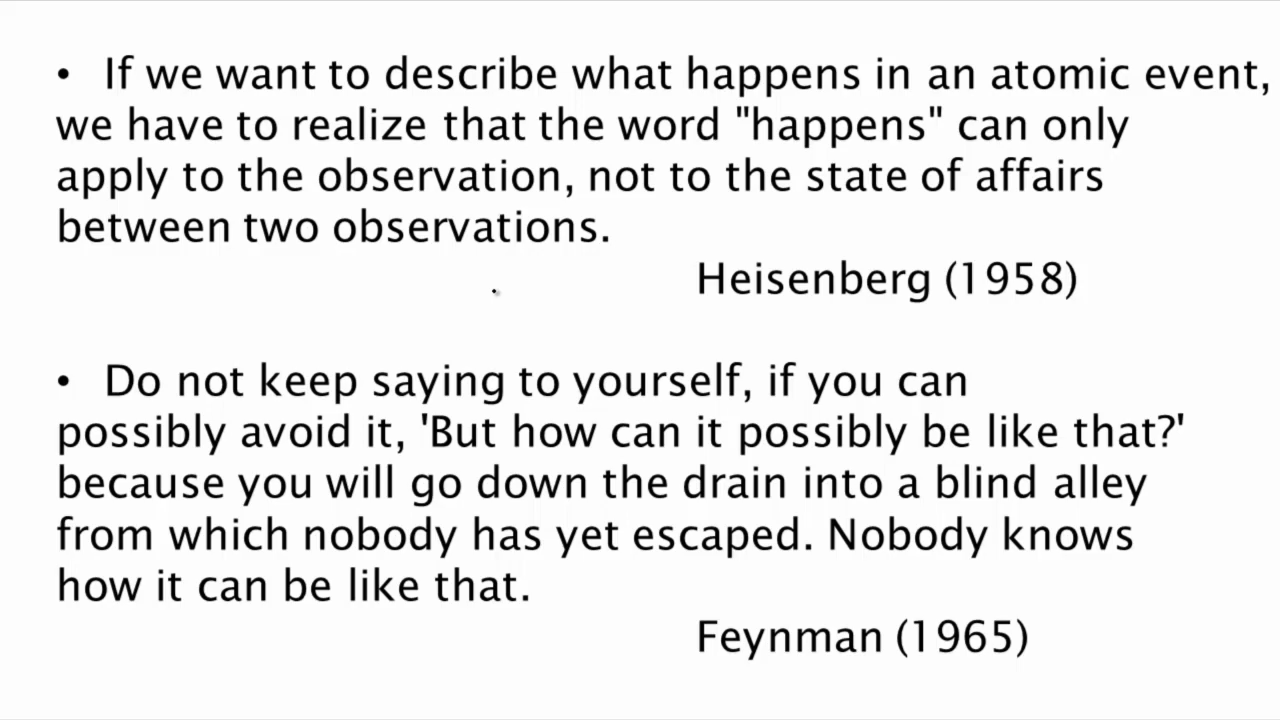 • If we want to describe what happens in an atomic event,
we have to realize that the word "happens" can only
apply to the observation, not to the state of affairs
between two observations.
Heisenberg (1958)
• Do not keep saying to yourself, if you can
possibly avoid it, 'But how can it possibly be like that?'
because you will go down the drain into a blind alley
from which nobody has yet escaped. Nobody knows
how it can be like that.
Feynman (1965)